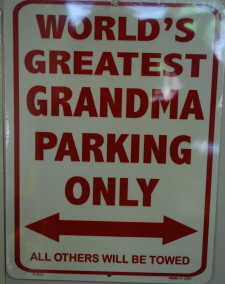 WORLD'S
GREATEST
GRANDMA
PARKING
ONLY
ALL OTHERS WILL BE TOWED